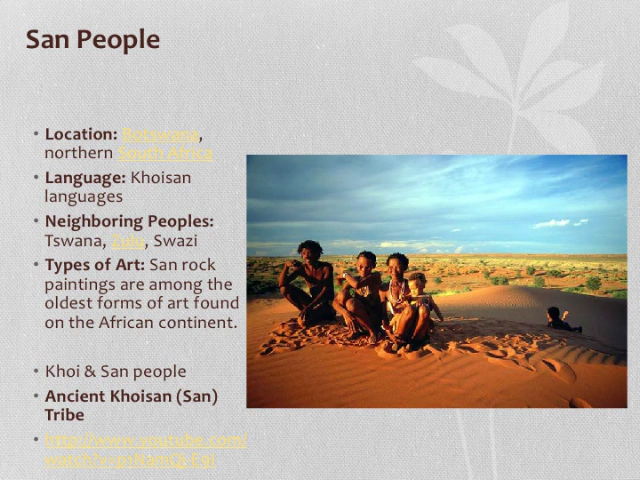 San People
• Location: Botswana,
northern South Africa
• Language: Khoisan
languages
• Neighboring Peoples:
Tswana, Zulu, Swazi
• Types of Art: San rock
paintings are among the
oldest forms of art found
on the African continent.
• Khoi & San people
• Ancient Khoisan (San)
Tribe
• http://www.youtube.com/